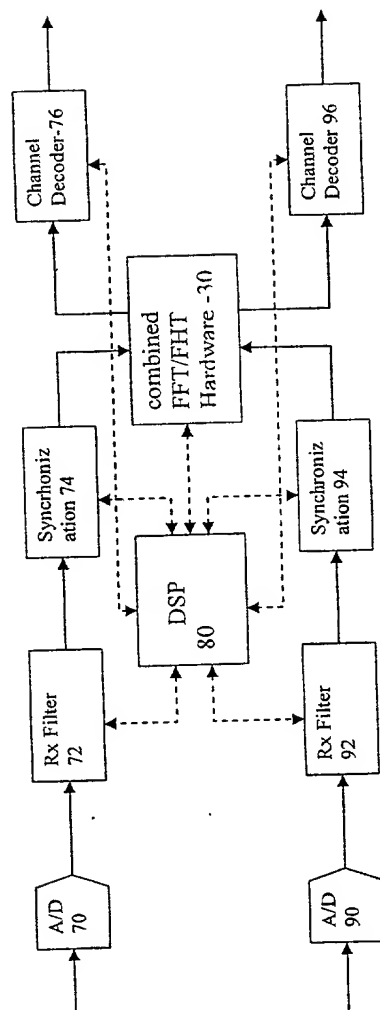 A/D
70
Rx Filter
72
Syncrhoniz
ation 74
Channel
Decoder-76
DSP
80
combined
FFT/FHT
Hardware -30
A/D
90
Rx Filter
92
Synchroniz
ation 94
Channel
Decoder 96